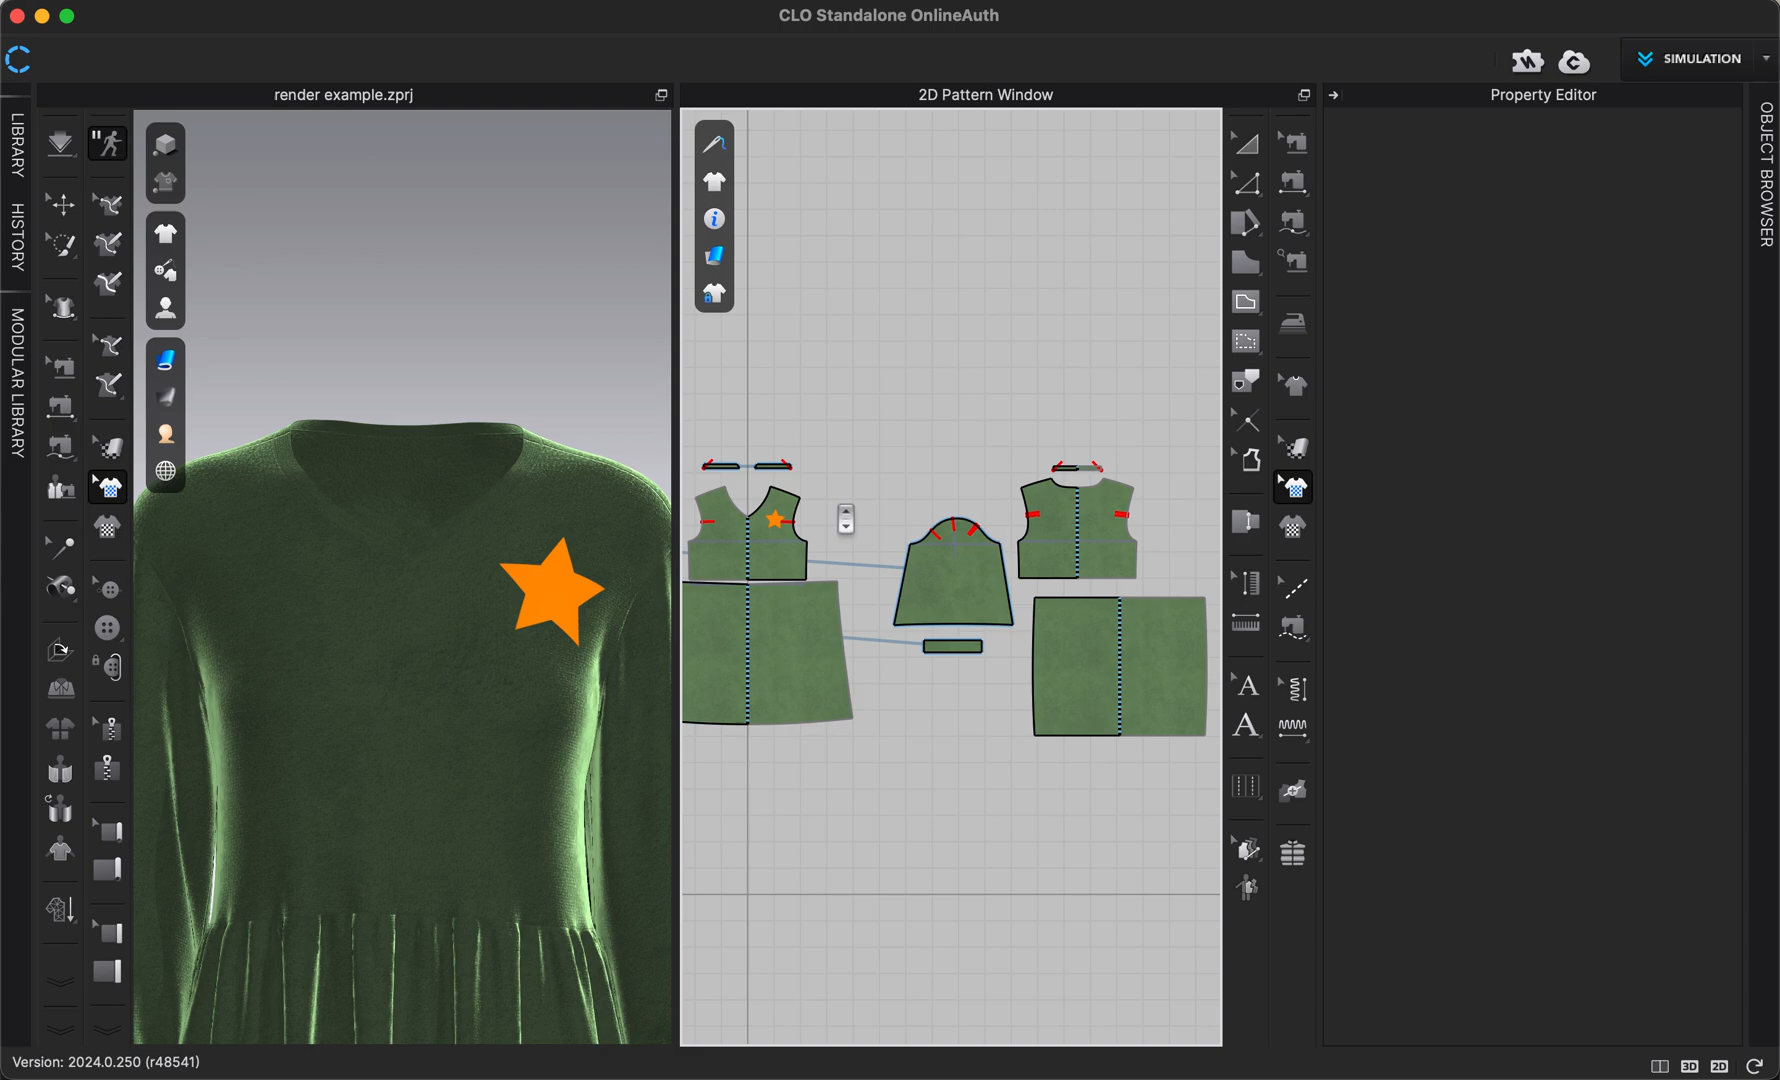 CLO Standalone OnlineAuth
SIMULATION
render example.zprj
2D Pattern Window
Property Editor
LIBRARY
HISTORY
MODULAR LIBRARY
OBJECT BROWSER
A
A
Version: 2024.0.250 (r48541)
3D
2D